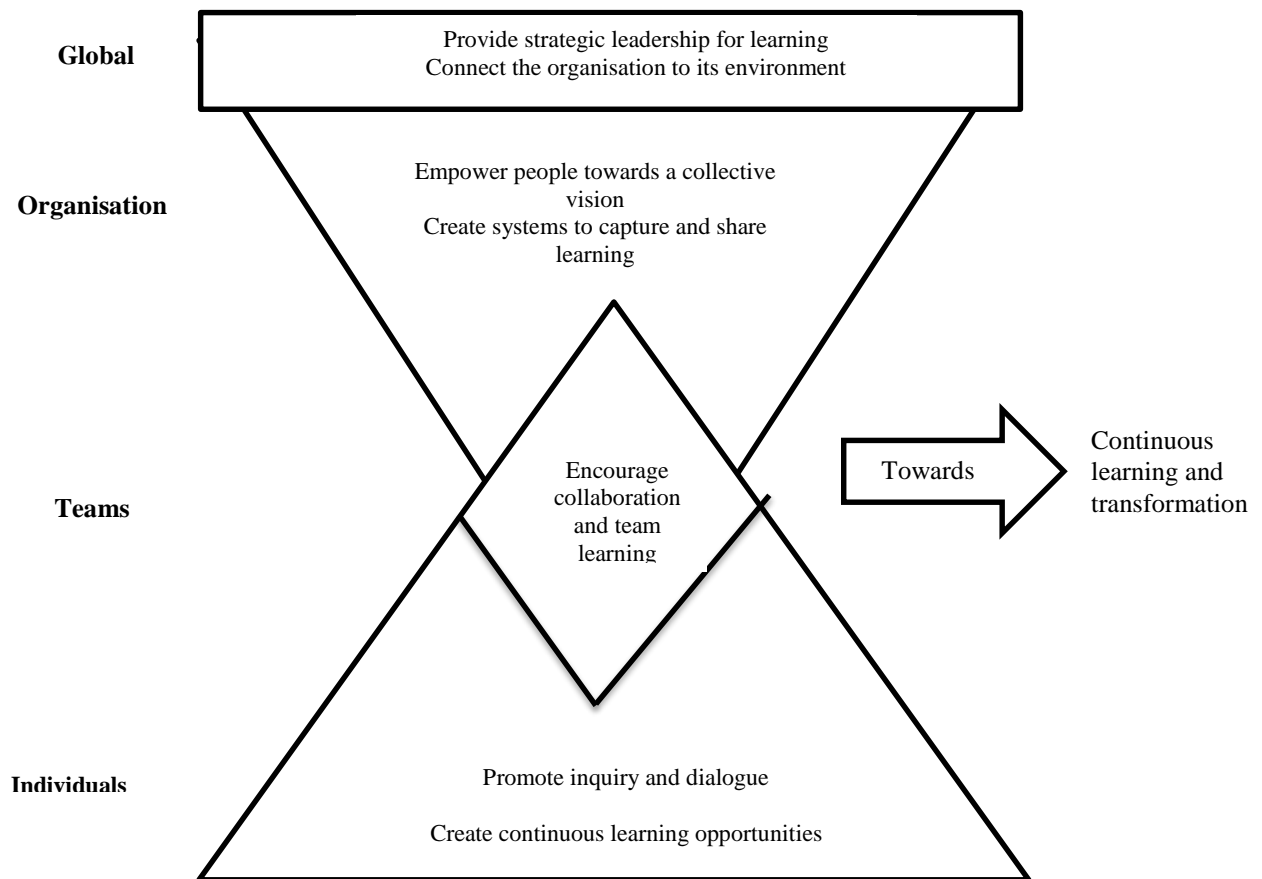 Global
Provide strategic leadership for learning
Connect the organisation to its environment
Organisation
Empower people towards a collective
vision
Create systems to capture and share
learning
Teams
Encourage
collaboration
and team
learning
Towards
Continuous
learning and
transformation
Individuals
Promote inquiry and dialogue
Create continuous learning opportunities